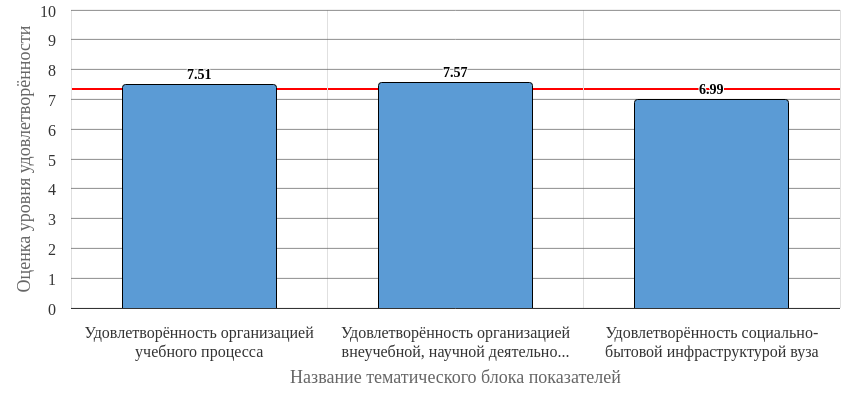 Оценка уровня удовлетворённости
10
9
8
7
6
5
4
3
2
1
0
7.51
7.57
6.99
Удовлетворённость организацией
учебного процесса
Удовлетворённость организацией
внеучебной, научной деятельно...
Удовлетворённость социально-
бытовой инфраструктурой вуза
Название тематического блока показателей